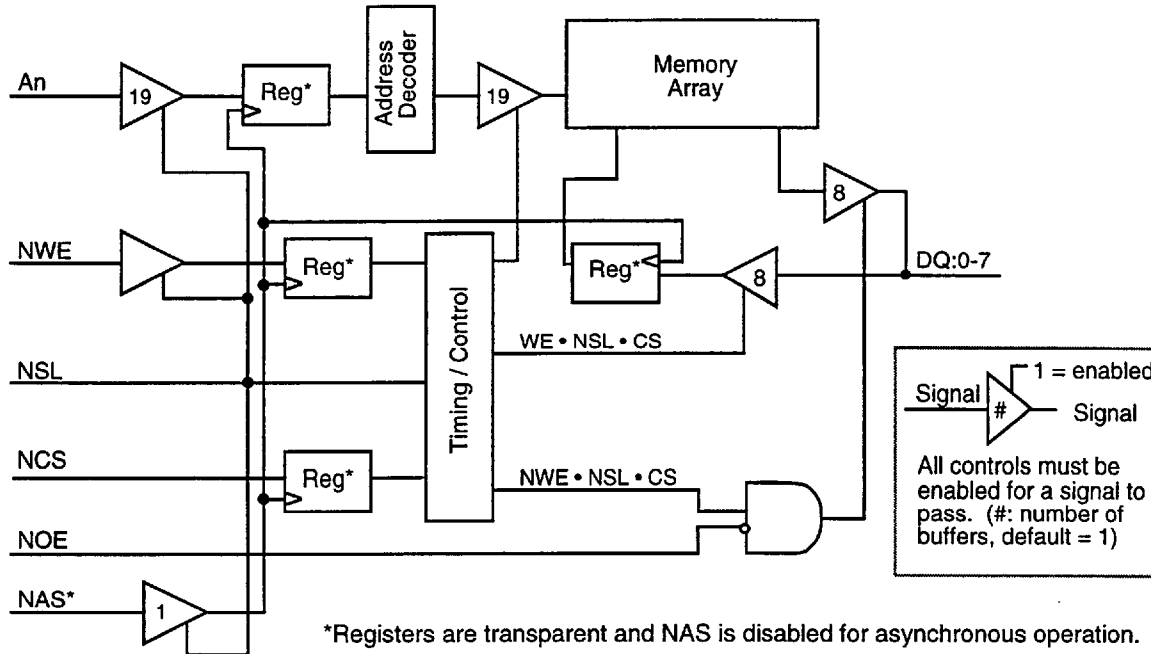 An
19
Reg*
Address
Decoder
19
Memory
Array
8
NWE
Reg*
Reg*
8
DQ:0-7
Timing / Control
WE • NSL • CS
NSL
1 = enabled
Signal
#
Signal
NCS
Reg*
NWE • NSL • CS
All controls must be
enabled for a signal to
pass. (#: number of
buffers, default = 1)
NOE
NAS*
1
*Registers are transparent and NAS is disabled for asynchronous operation.